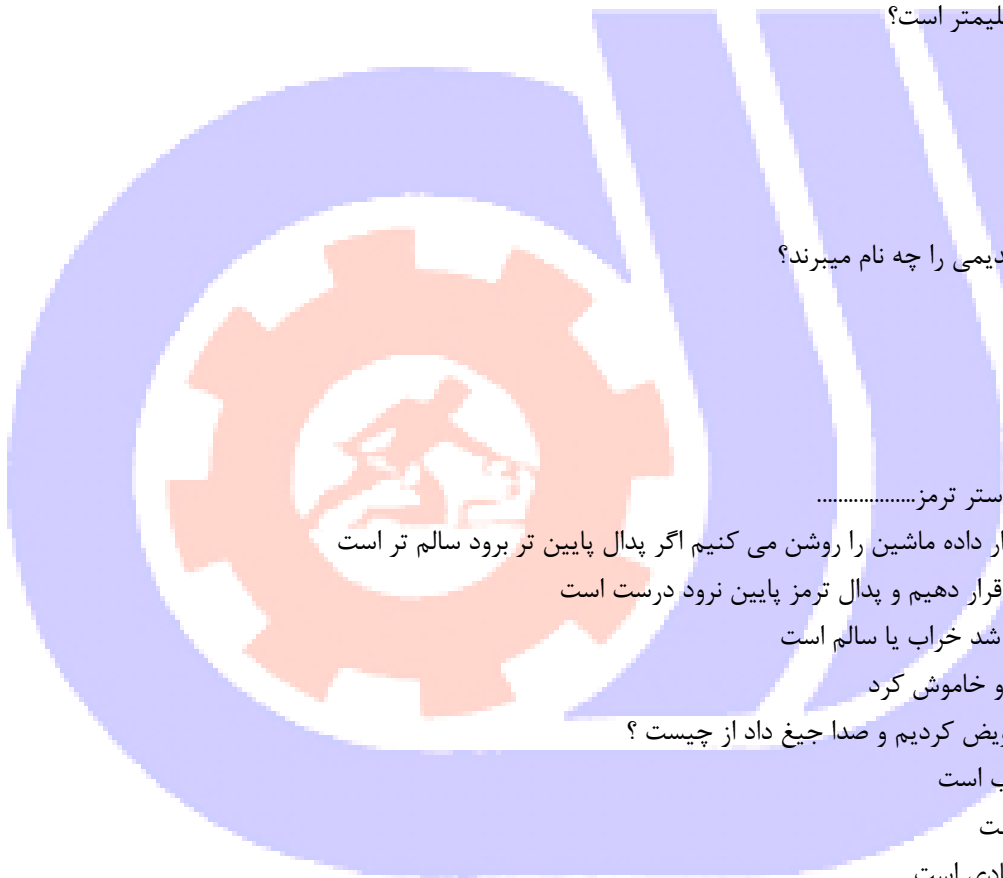 لیمتر است؟
دیمی را چه نام میبرند؟
ستر ترمز..................
ار داده ماشین را روشن می کنیم اگر پدال پایین تر برود سالم تر است
قرار دهیم و پدال ترمز پایین نرود درست است
شد خراب یا سالم است
و خاموش کرد
ویض کردیم و صدا جیغ داد از چیست ؟
ب است
ت
ادی است